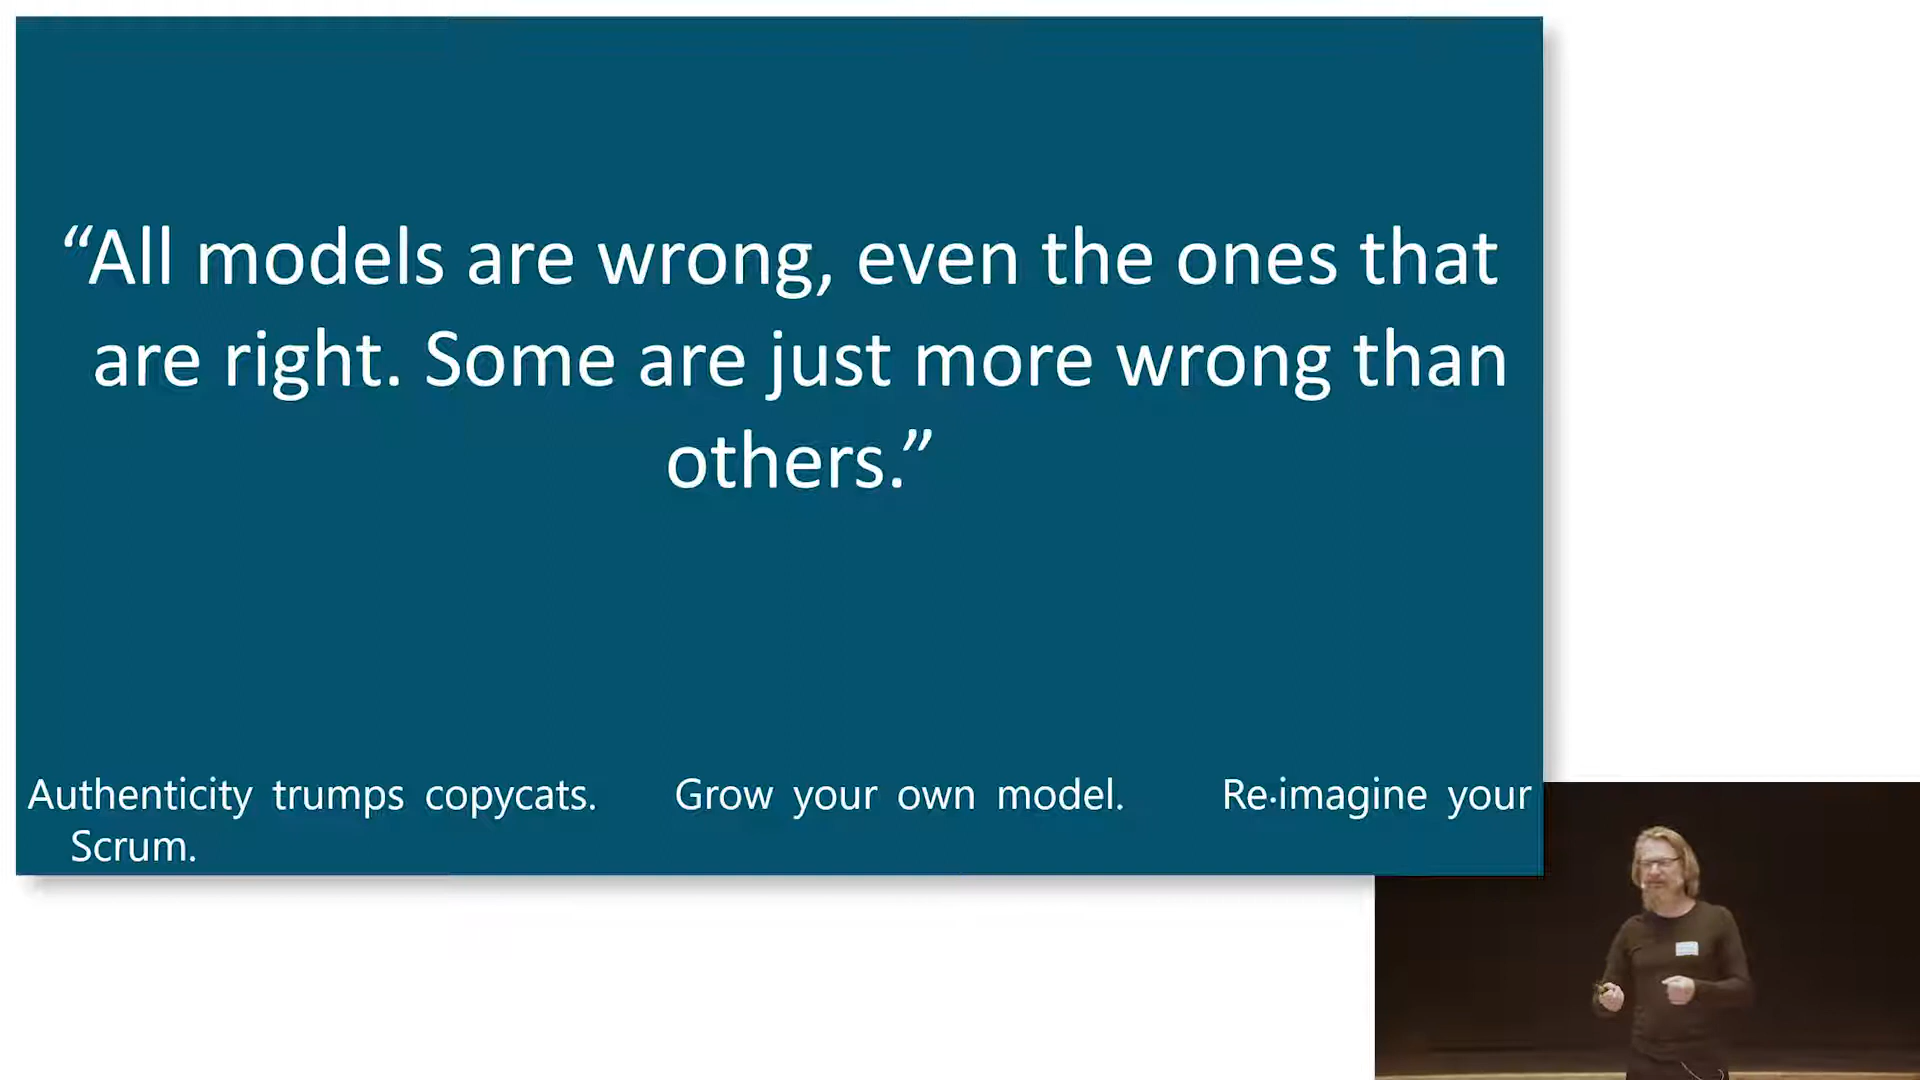 “All models are wrong, even the ones that
are right. Some are just more wrong than
others.”
Authenticity trumps copycats. Grow your own model. Re·imagine your
Scrum.